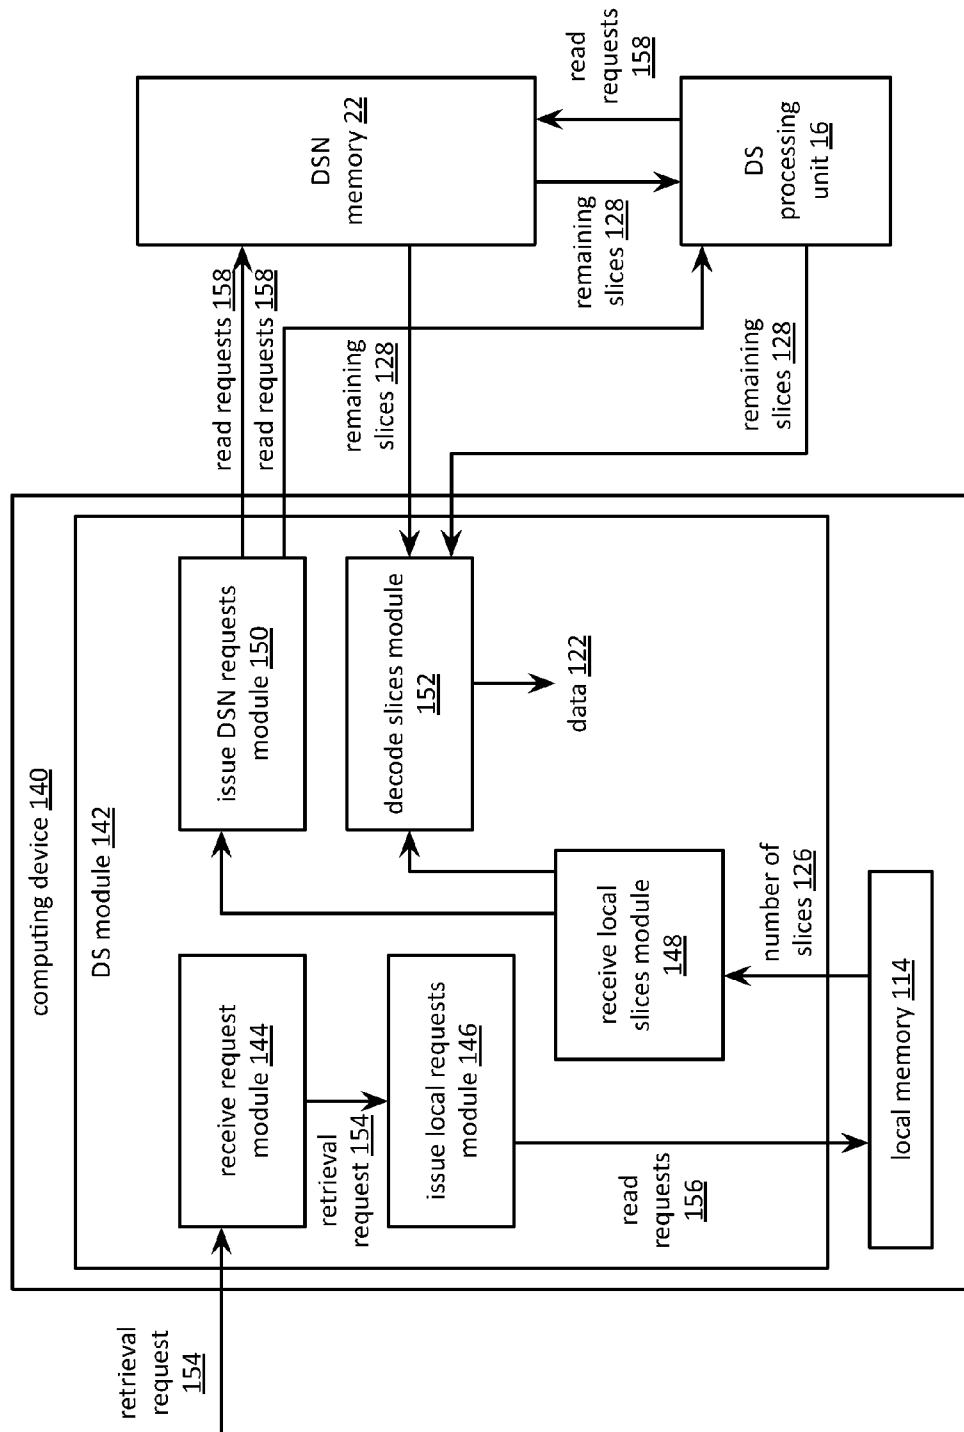 computing device 140
DS module 142
retrieval
request
154
receive request
module 144
retrieval
request 154
issue local requests
module 146
read
requests
156
local memory 114
number of
slices 126
receive local
slices module
148
issue DSN requests
module 150
decode slices module
152
data 122
read requests 158
read requests 158
remaining
slices 128
DSN
memory 22
remaining
slices 128
read
requests
158
DS
processing
unit 16
remaining
slices 128